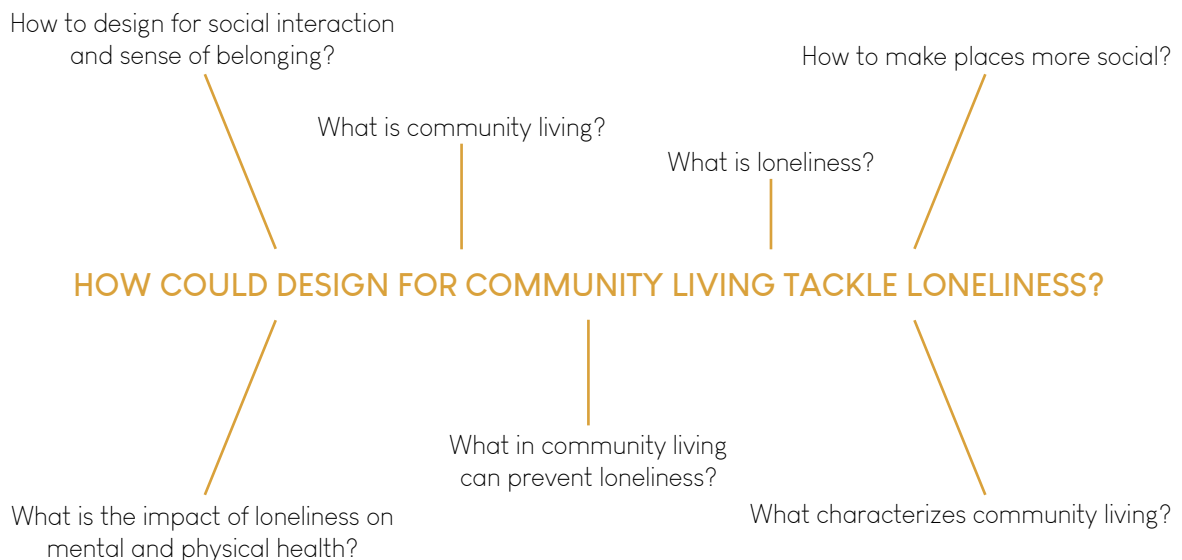 How to design for social interaction
and sense of belonging?
How to make places more social?
What is community living?
What is loneliness?
HOW COULD DESIGN FOR COMMUNITY LIVING TACKLE LONELINESS?
What in community living
can prevent loneliness?
What is the impact of loneliness on
mental and physical health?
What characterizes community living?